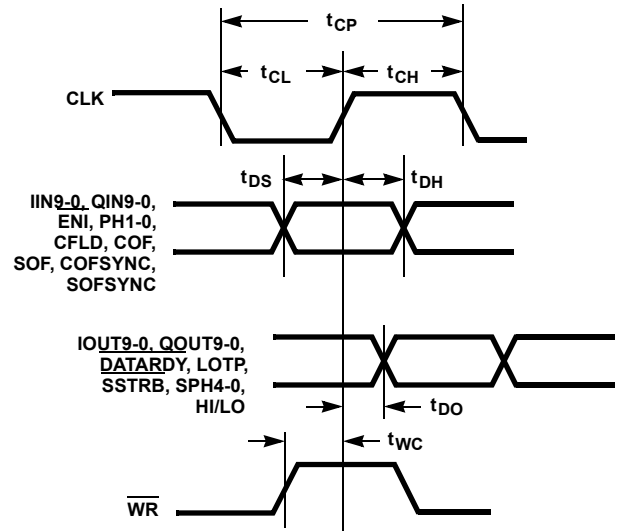 tCP
tCL
tCH
CLK
tDS
tDH
IIN9-0, QIN9-0,
ENI, PH1-0,
CFLD, COF,
SOF, COFSYNC,
SOFSYNC
IOUT9-0, QOUT9-0,
DATARDY, LOTP,
SSTRB, SPH4-0,
HI/LO
tDO
tWC
WR